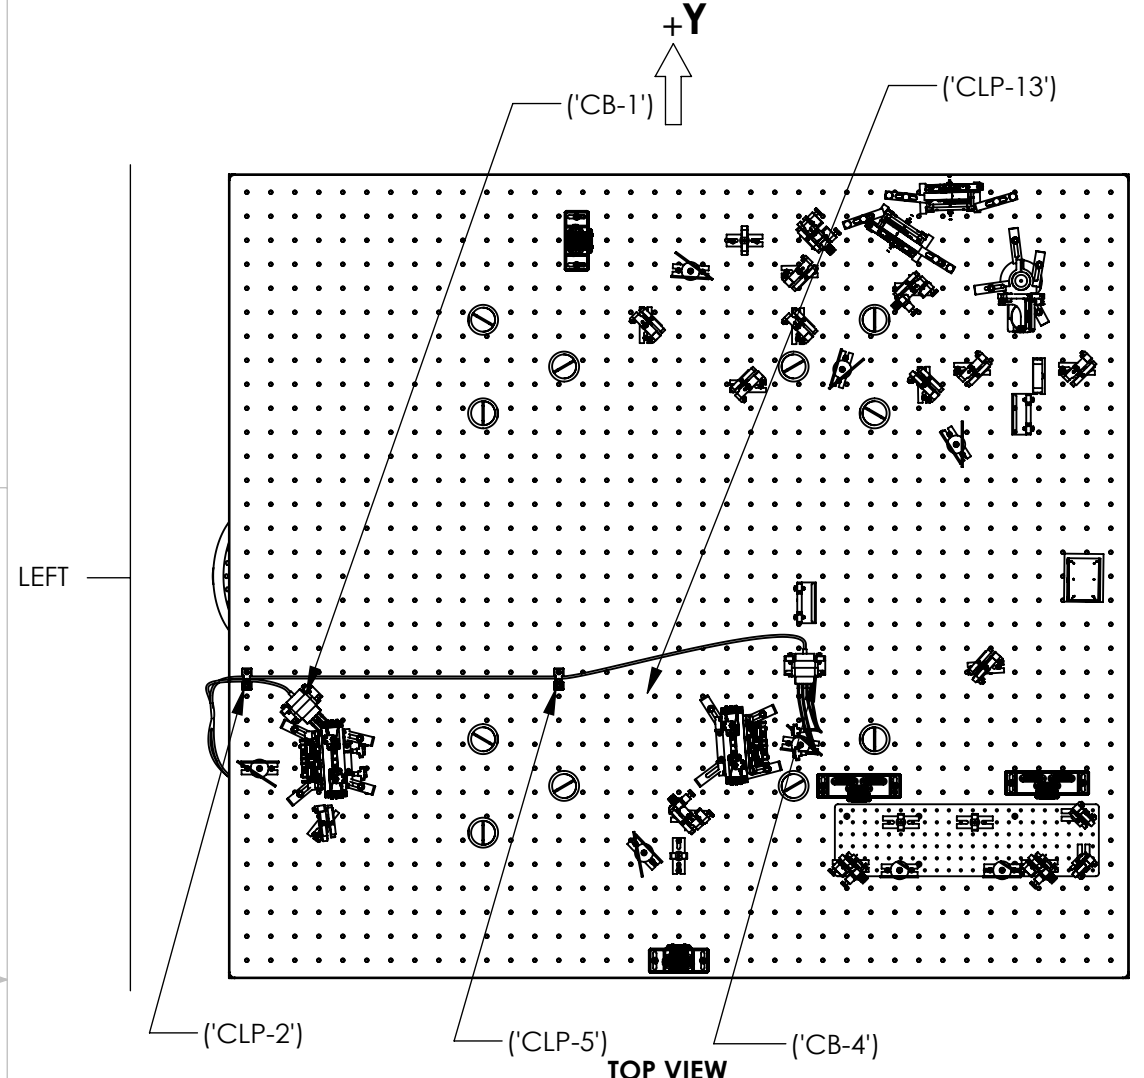 +Y
('CB-1')
('CLP-13')
LEFT
('CLP-2')
('CLP-5')
('CB-4')
TOP VIEW